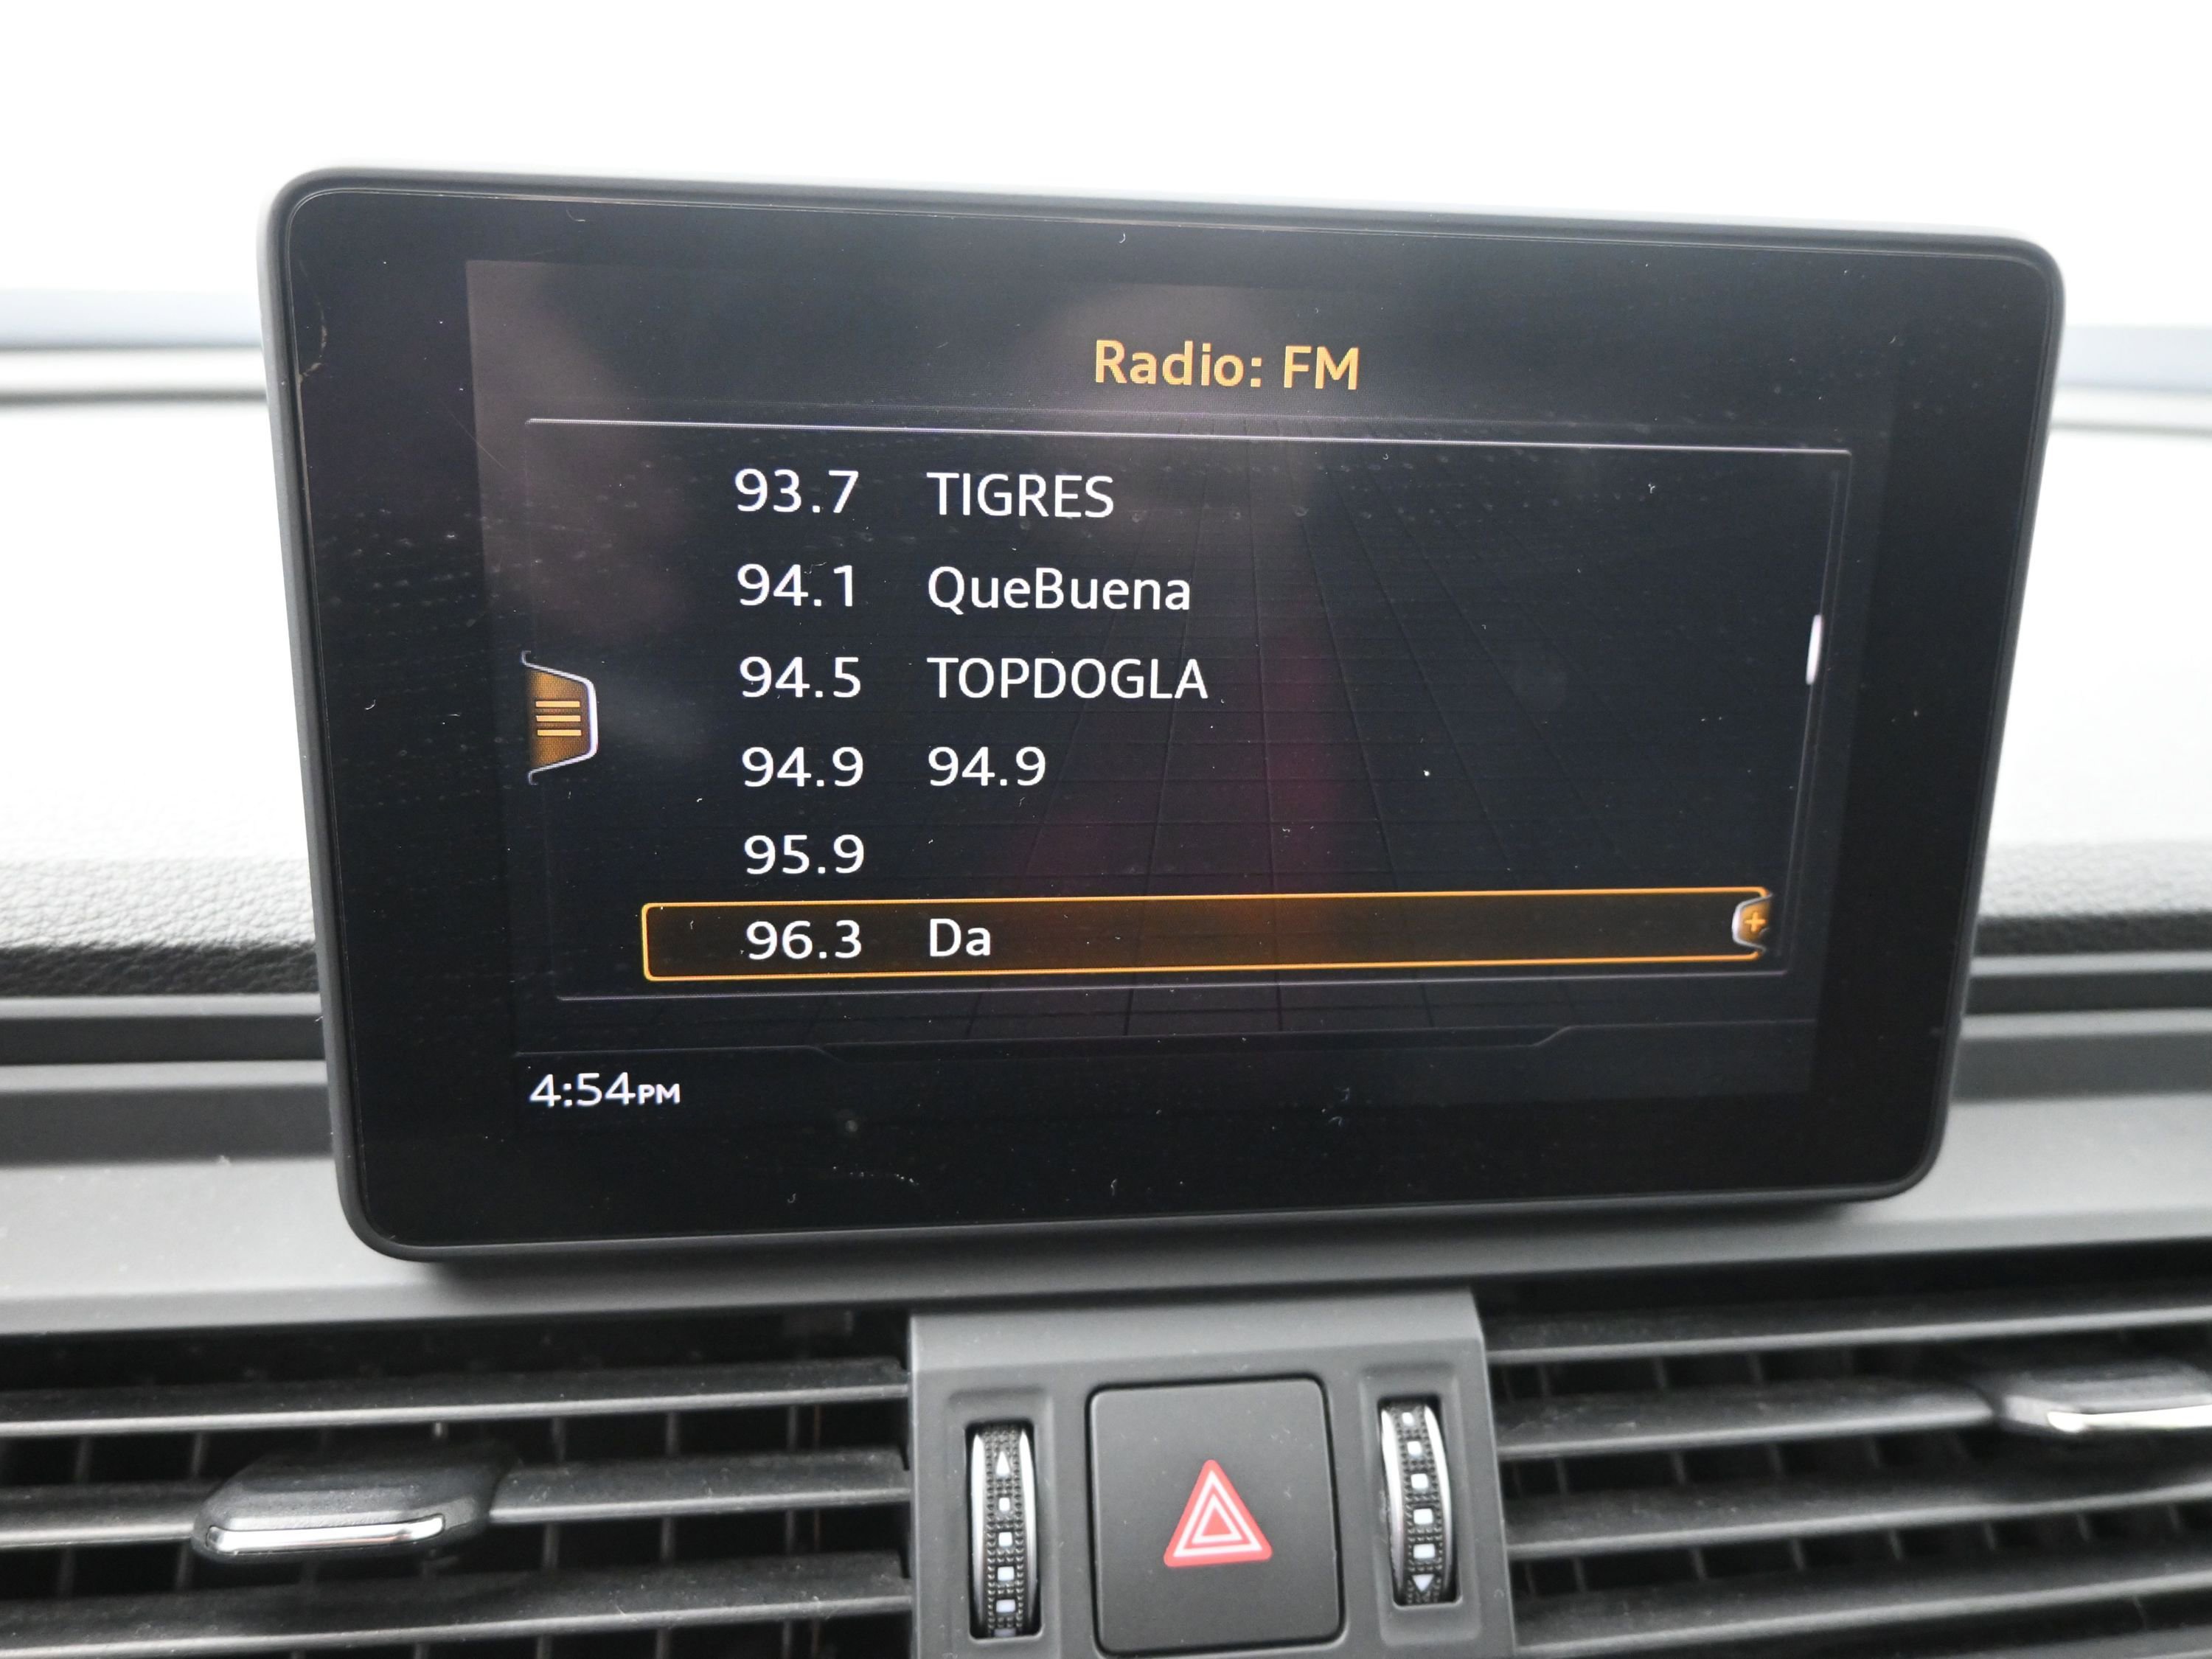 Radio: FM
93.7 TIGRES
94.1 QueBuena
94.5 TOPDOGLA
94.9 94.9
95.9
96.3 Da
4:54PM